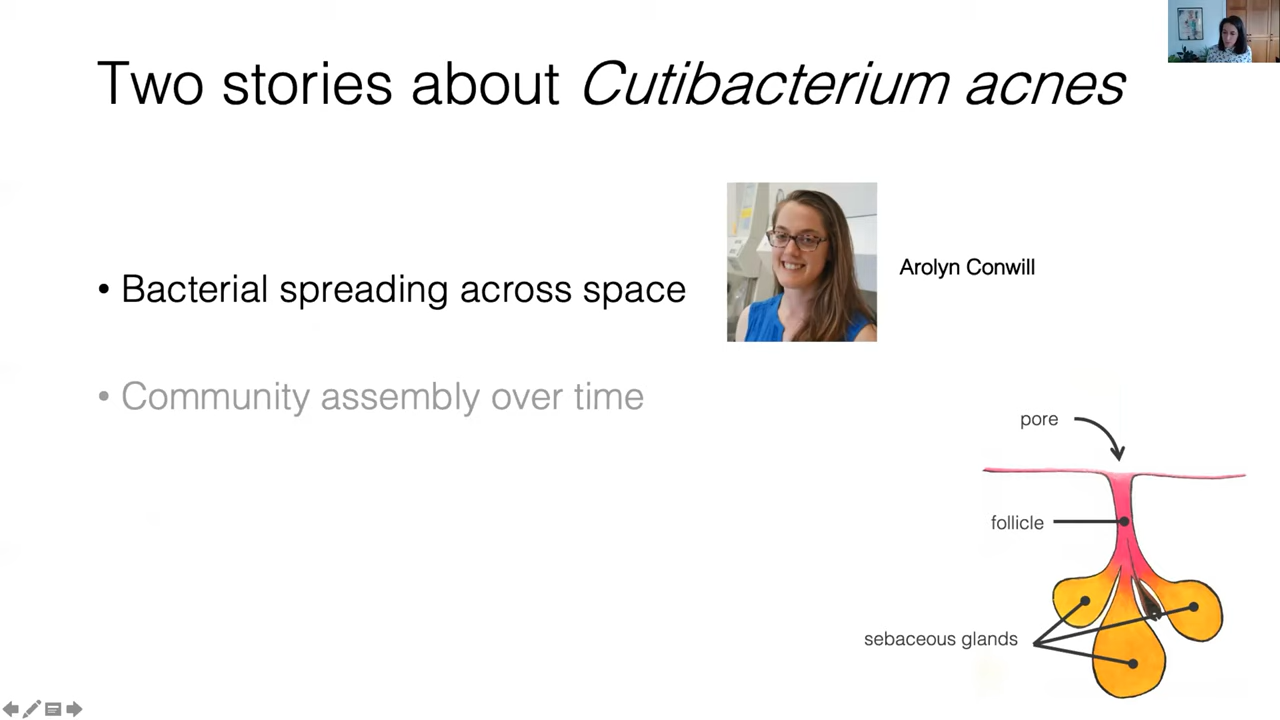 Two stories about Cutibacterium acnes
• Bacterial spreading across space
Arolyn Conwill
• Community assembly over time
pore
follicle
sebaceous glands